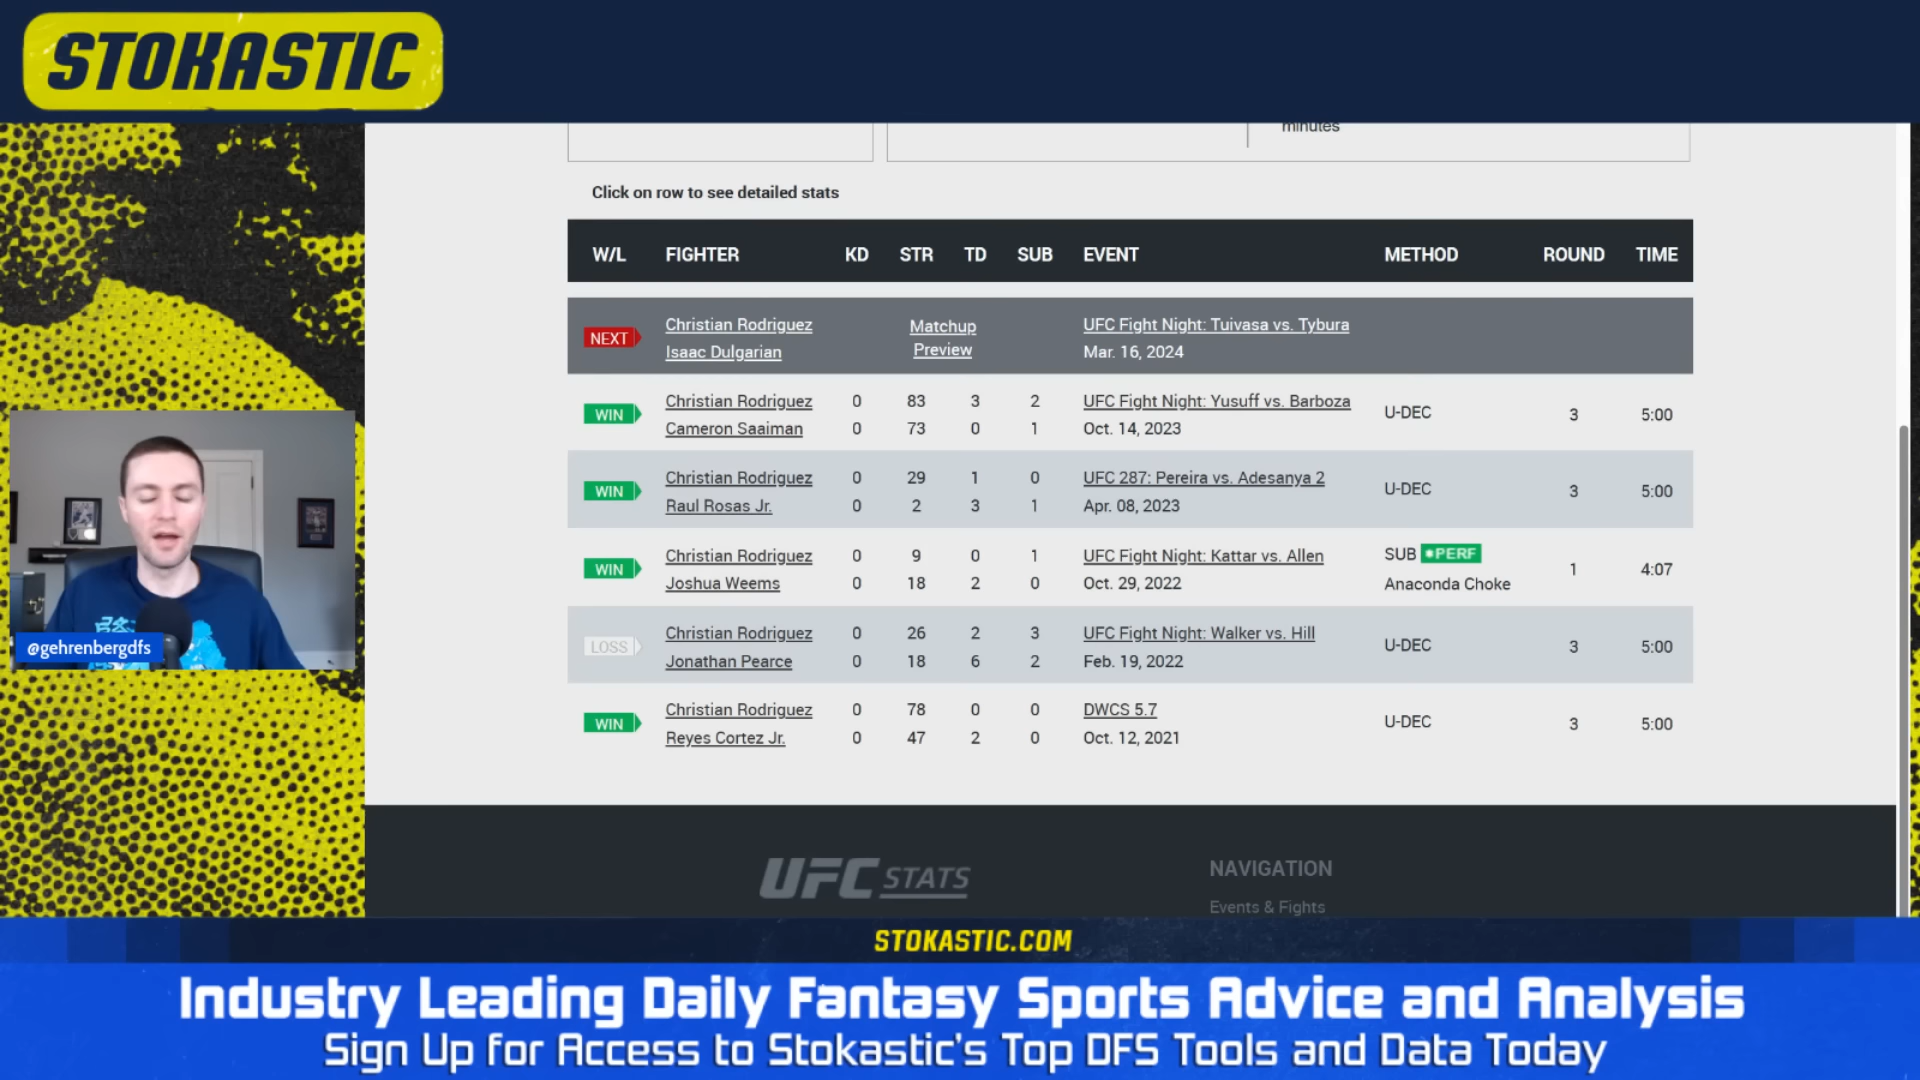 STOKASTIC
minutes
Click on row to see detailed stats
W/L FIGHTER KD STR TD SUB EVENT METHOD ROUND TIME
NEXT Christian Rodriguez Matchup UFC Fight Night: Tuivasa vs. Tybura
Isaac Dulgarian Preview Mar. 16, 2024
WIN Christian Rodriguez 0 83 3 2 UFC Fight Night: Yusuff vs. Barboza U-DEC 3 5:00
Cameron Saaiman 0 73 0 1 Oct. 14, 2023
WIN Christian Rodriguez 0 29 1 0 UFC 287: Pereira vs. Adesanya 2 U-DEC 3 5:00
Raul Rosas Jr. 0 2 3 1 Apr. 08, 2023
WIN Christian Rodriguez 0 9 0 1 UFC Fight Night: Kattar vs. Allen SUB PERF 1 4:07
Joshua Weems 0 18 2 0 Oct. 29, 2022 Anaconda Choke
LOSS Christian Rodriguez 0 26 2 3 UFC Fight Night: Walker vs. Hill U-DEC 3 5:00
Jonathan Pearce 0 18 6 2 Feb. 19, 2022
WIN Christian Rodriguez 0 78 0 0 DWCS 5.7 U-DEC 3 5:00
Reyes Cortez Jr. 0 47 2 0 Oct. 12, 2021
@gehrenbergdfs
UFC STATS
NAVIGATION
Events & Fights
STOKASTIC.COM
Industry Leading Daily Fantasy Sports Advice and Analysis
Sign Up for Access to Stokastic's Top DFS Tools and Data Today